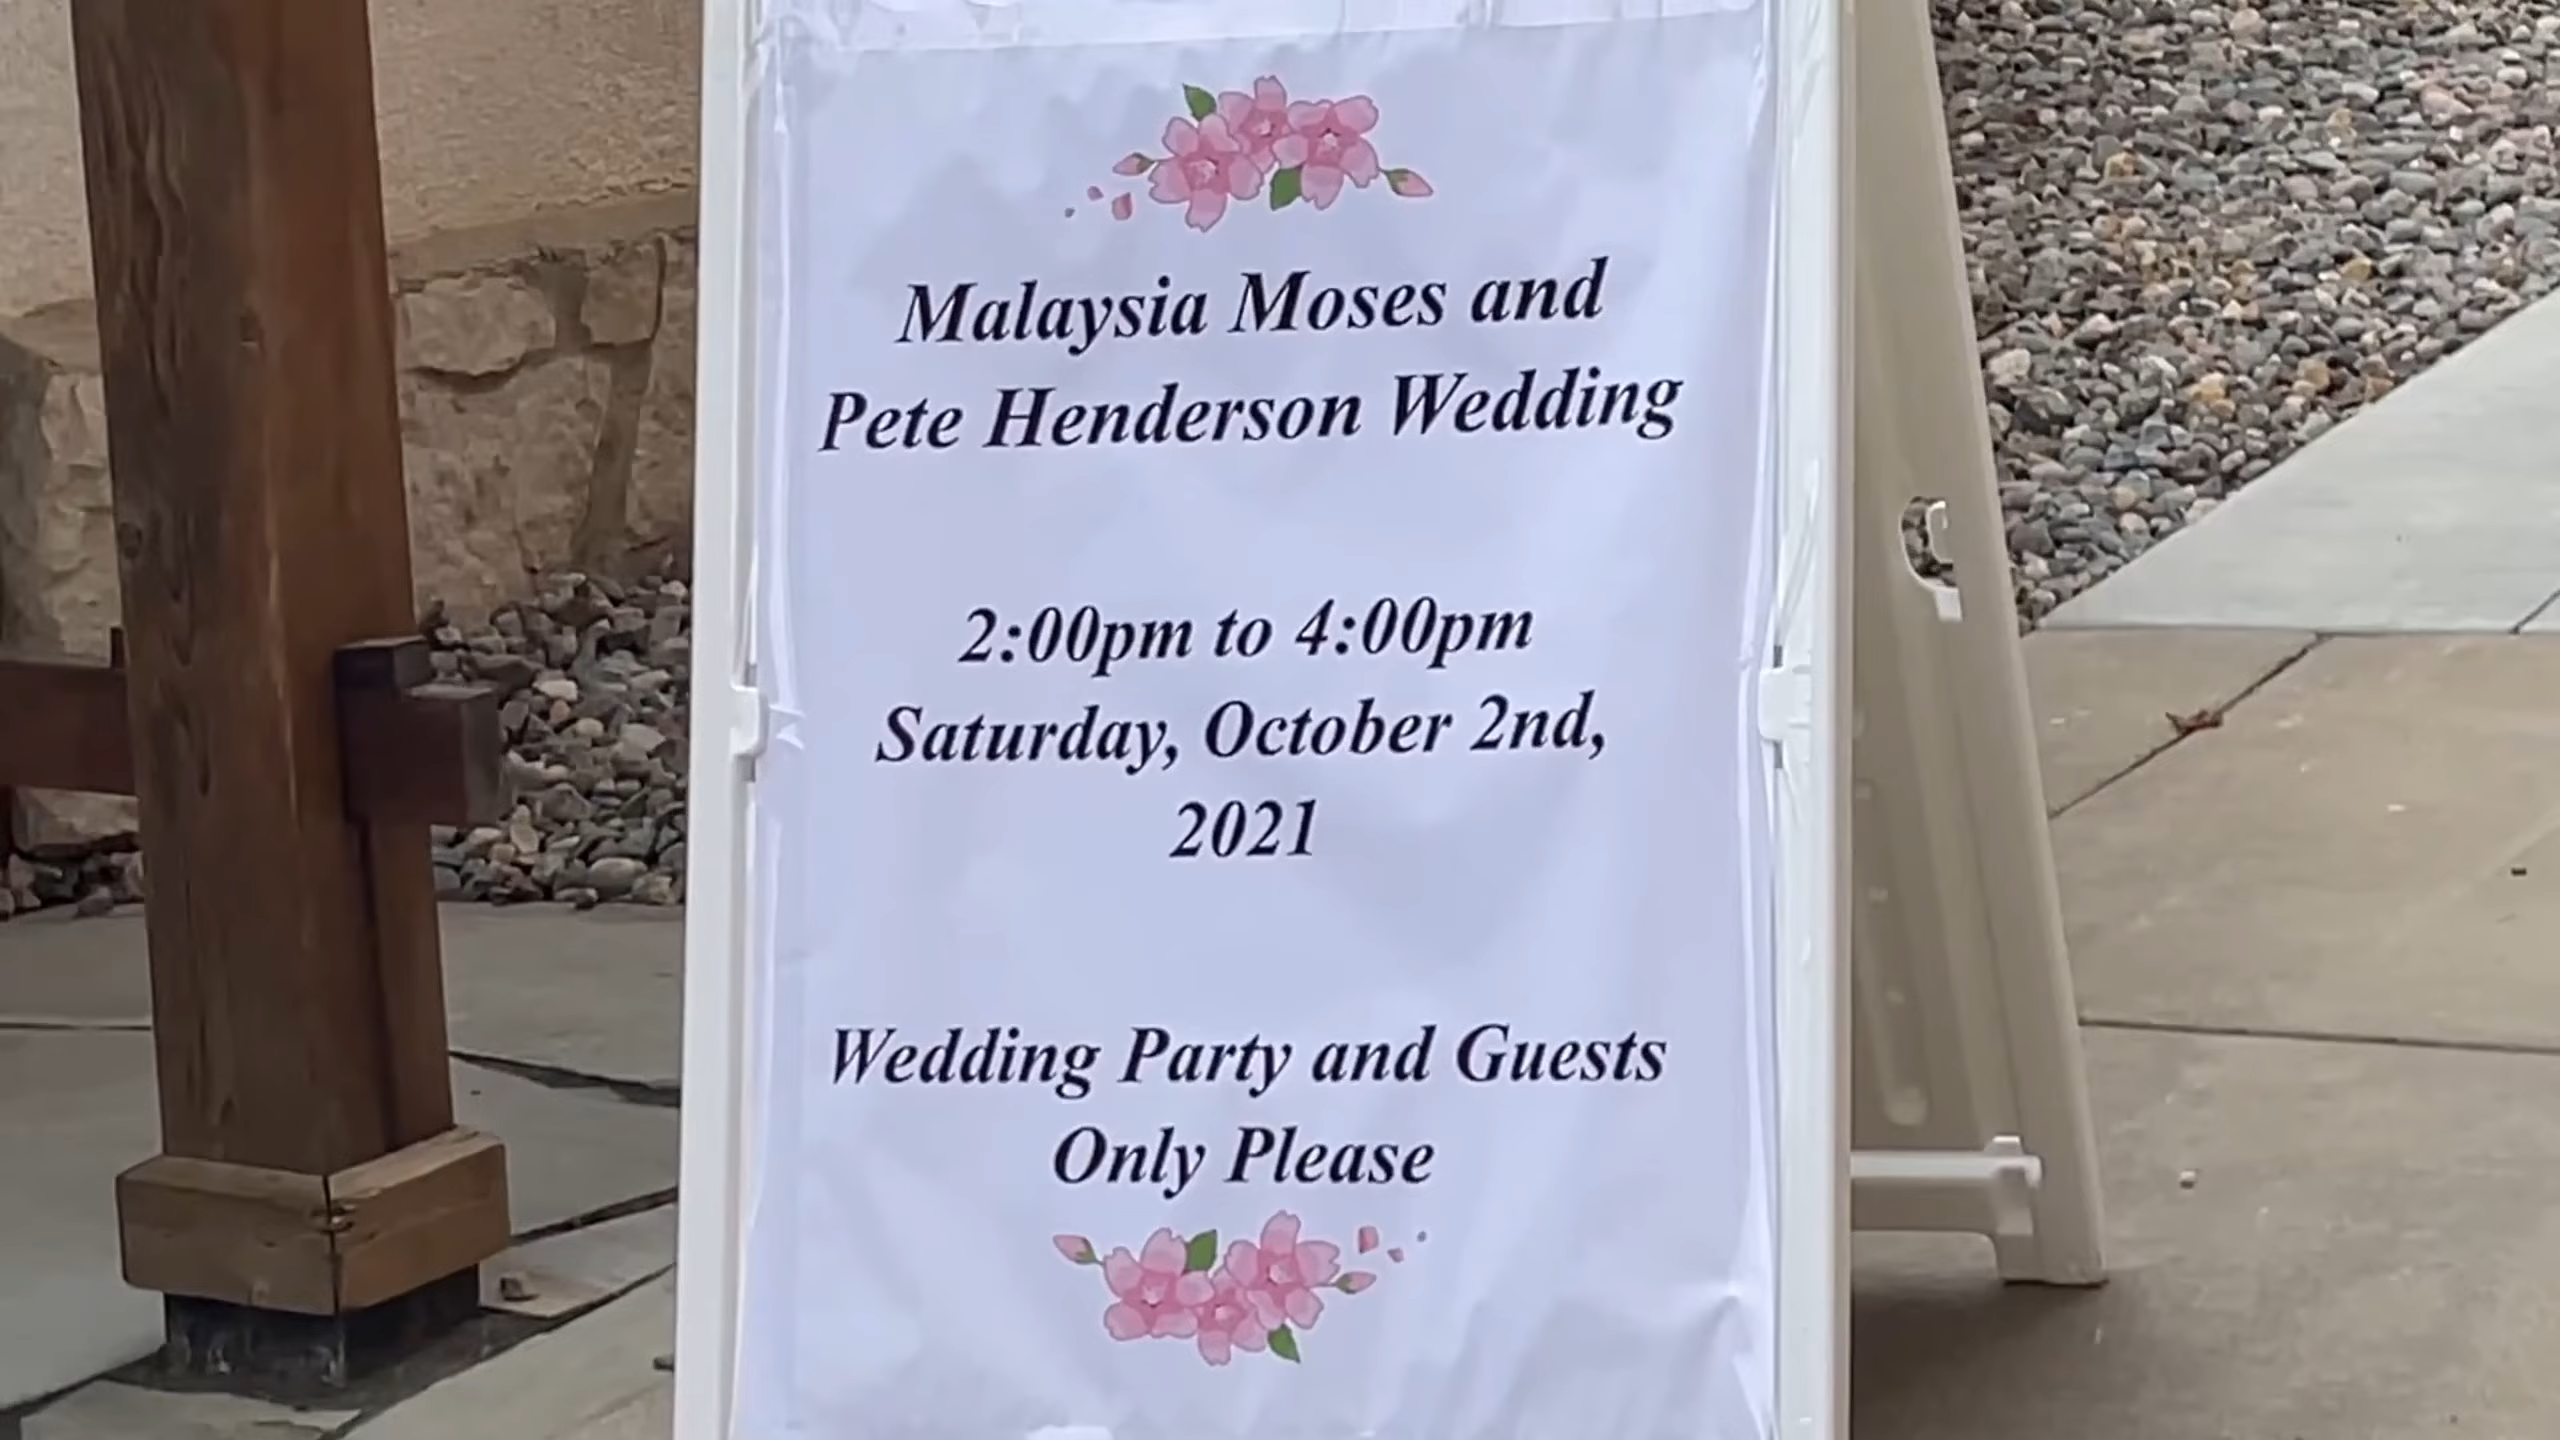 Malaysia Moses and
Pete Henderson Wedding
2:00pm to 4:00pm
Saturday, October 2nd,
2021
Wedding Party and Guests
Only Please